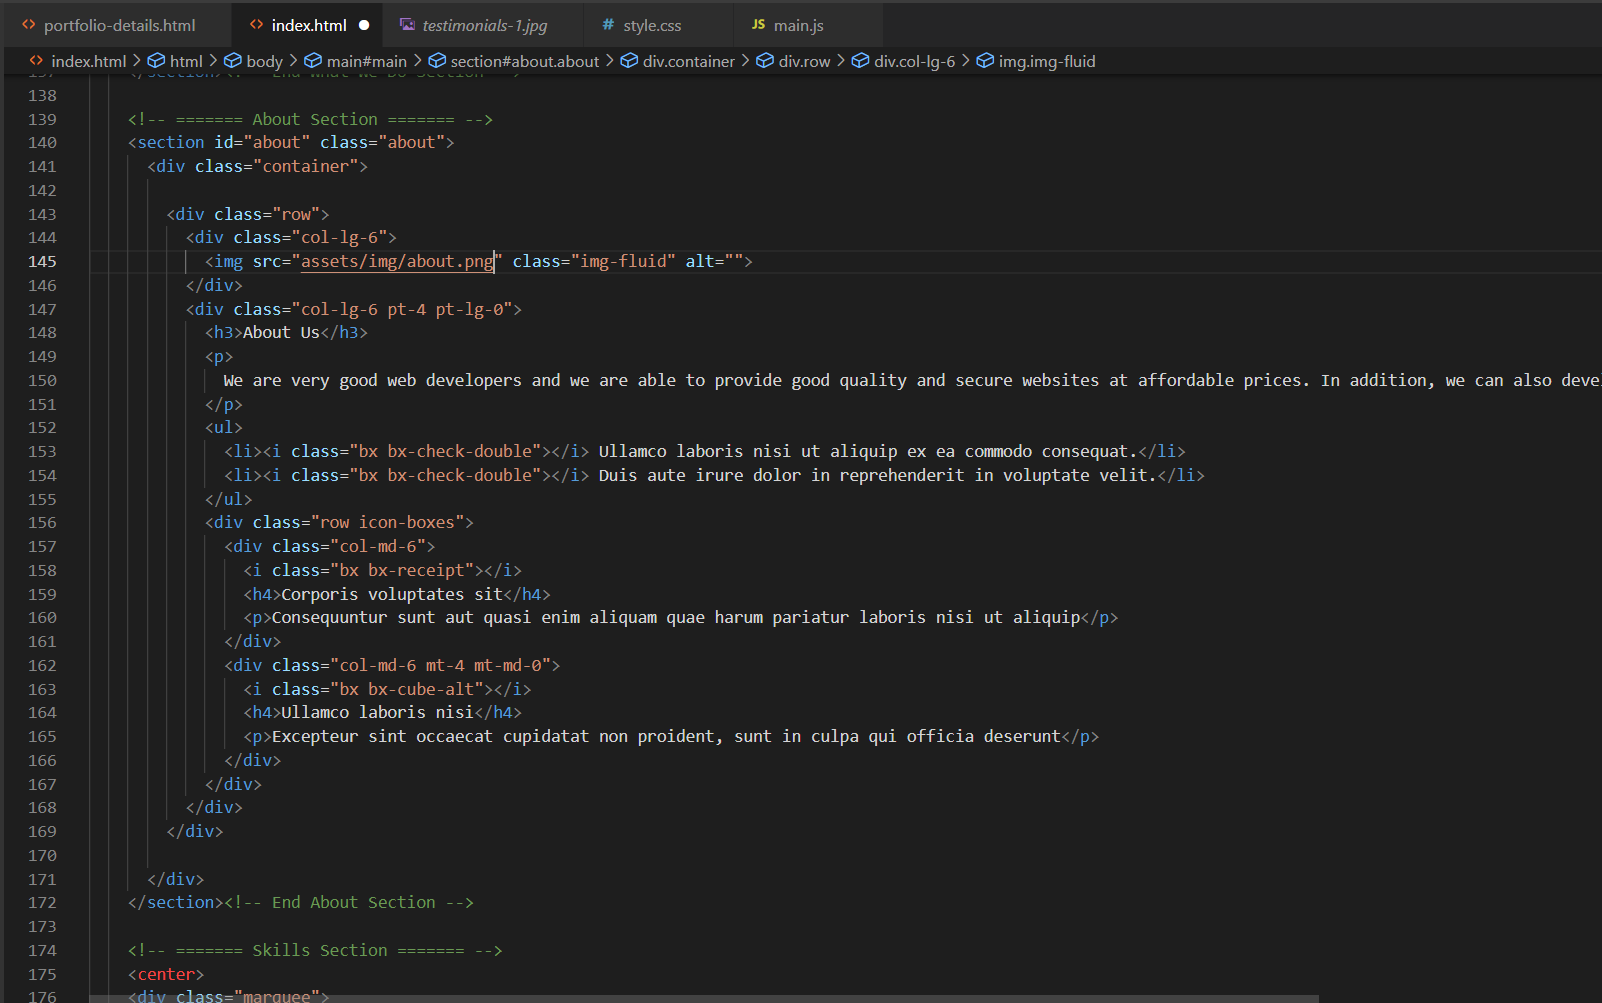 portfolio-details.html index.html testimonials-1.jpg # style.css JS main.js
index.html > html > body > main#main > section#about.about > div.container > div.row > div.col-lg-6 > img.img-fluid
137 </section><!-- End What We Do Section -->
138
139 <!-- ======= About Section ======= -->
140 <section id="about" class="about">
141 <div class="container">
142
143 <div class="row">
144 <div class="col-lg-6">
145 <img src="assets/img/about.png" class="img-fluid" alt="">
146 </div>
147 <div class="col-lg-6 pt-4 pt-lg-0">
148 <h3>About Us</h3>
149 <p>
150 We are very good web developers and we are able to provide good quality and secure websites at affordable prices. In addition, we can also deve
151 </p>
152 <ul>
153 <li><i class="bx bx-check-double"></i> Ullamco laboris nisi ut aliquip ex ea commodo consequat.</li>
154 <li><i class="bx bx-check-double"></i> Duis aute irure dolor in reprehenderit in voluptate velit.</li>
155 </ul>
156 <div class="row icon-boxes">
157 <div class="col-md-6">
158 <i class="bx bx-receipt"></i>
159 <h4>Corporis voluptates sit</h4>
160 <p>Consequuntur sunt aut quasi enim aliquam quae harum pariatur laboris nisi ut aliquip</p>
161 </div>
162 <div class="col-md-6 mt-4 mt-md-0">
163 <i class="bx bx-cube-alt"></i>
164 <h4>Ullamco laboris nisi</h4>
165 <p>Excepteur sint occaecat cupidatat non proident, sunt in culpa qui officia deserunt</p>
166 </div>
167 </div>
168 </div>
169 </div>
170
171 </div>
172 </section><!-- End About Section -->
173
174 <!-- ======= Skills Section ======= -->
175 <center>
176 <div class="marquee">